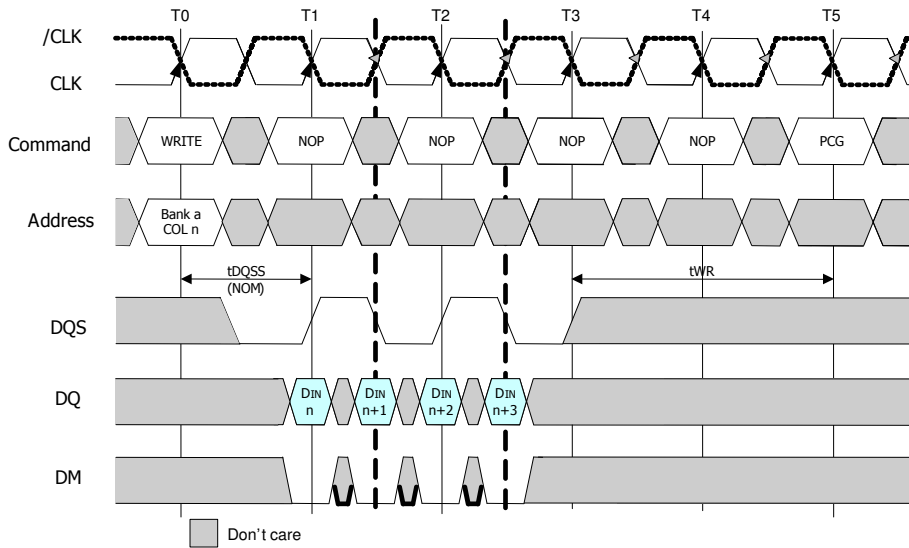 T0 T1 T2 T3 T4 T5
/CLK
CLK
Command WRITE NOP NOP NOP NOP PCG
Address Bank a
COL n
tDQSS
(NOM)
tWR
DQS
DQ DIN
n DIN
n+1 DIN
n+2 DIN
n+3
DM
Don't care